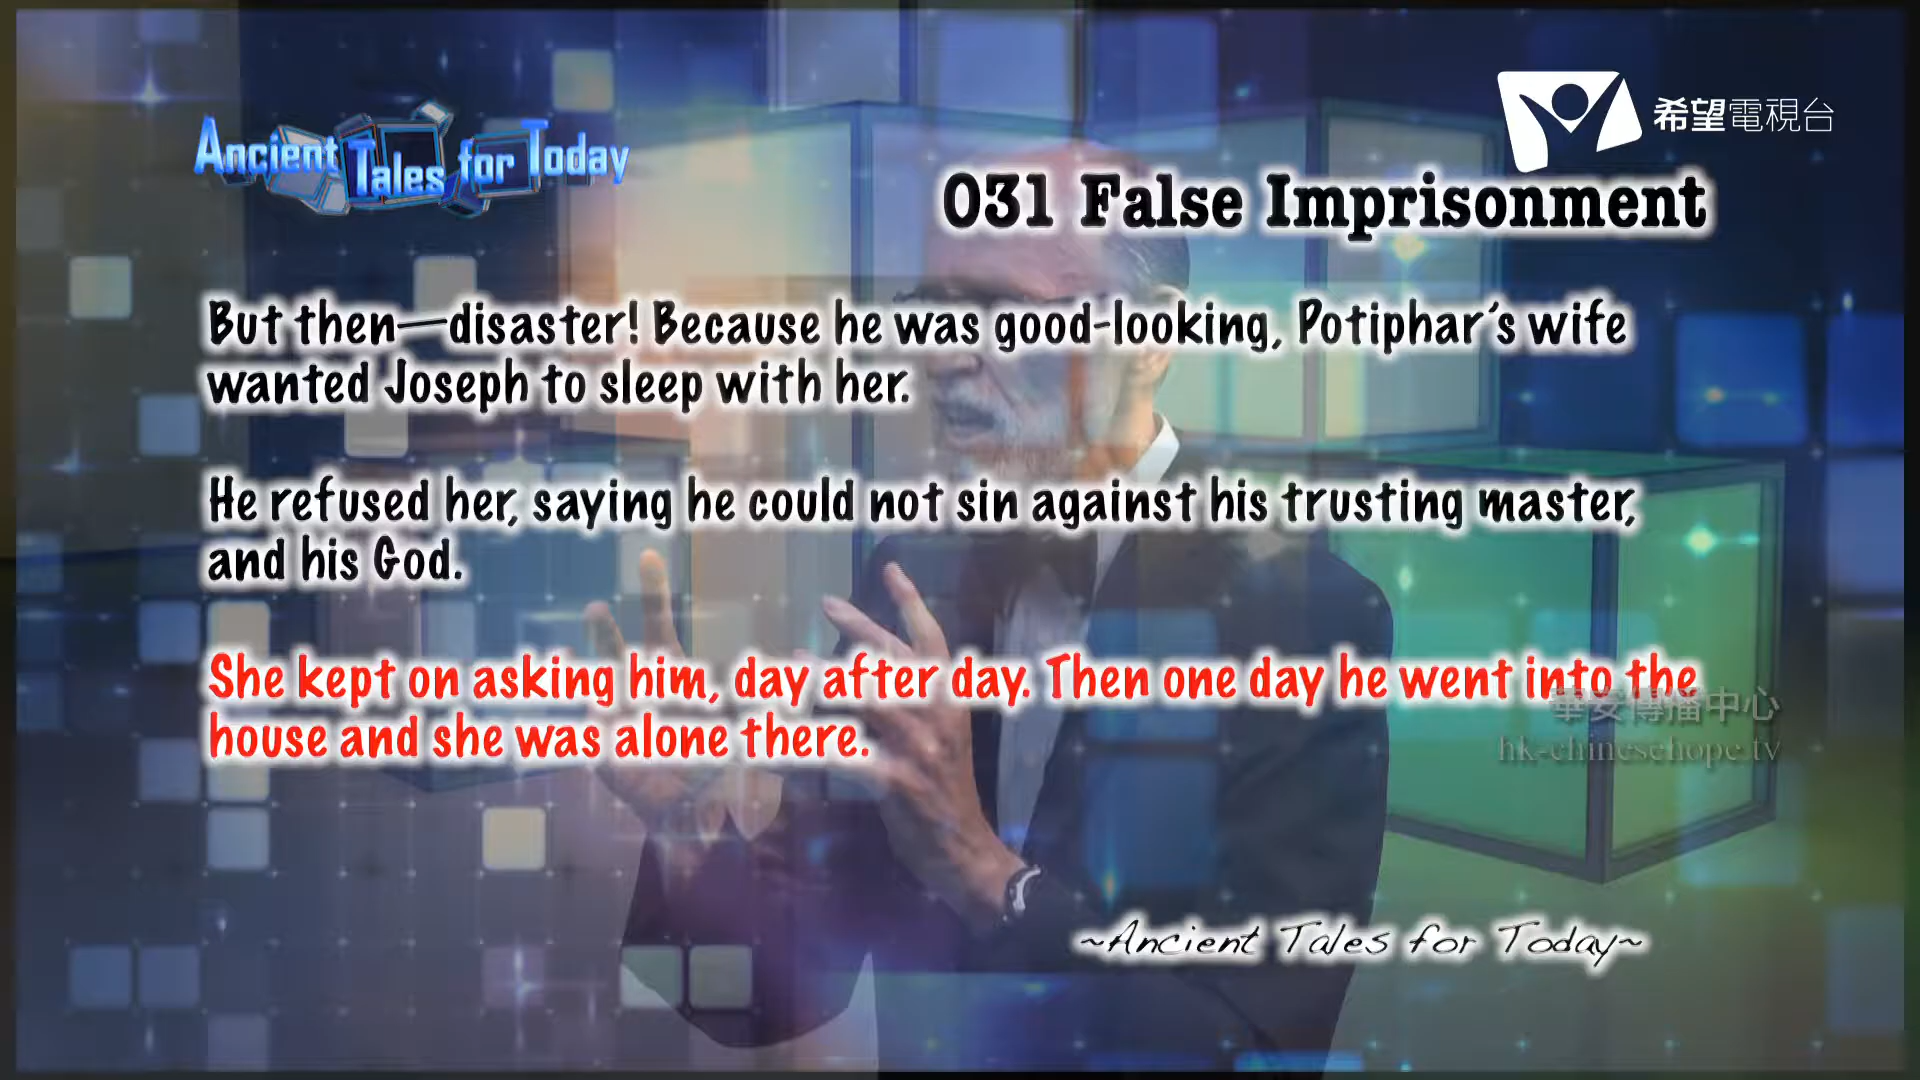 Ancient Tales for Today
希望電視台
031 False Imprisonment
But then—disaster! Because he was good-looking, Potiphar's wife
wanted Joseph to sleep with her.
He refused her, saying he could not sin against his trusting master,
and his God.
She kept on asking him, day after day. Then one day he went into the
house and she was alone there.
華安傳播中心
hk-chinesehope.tv
~Ancient Tales for Today~